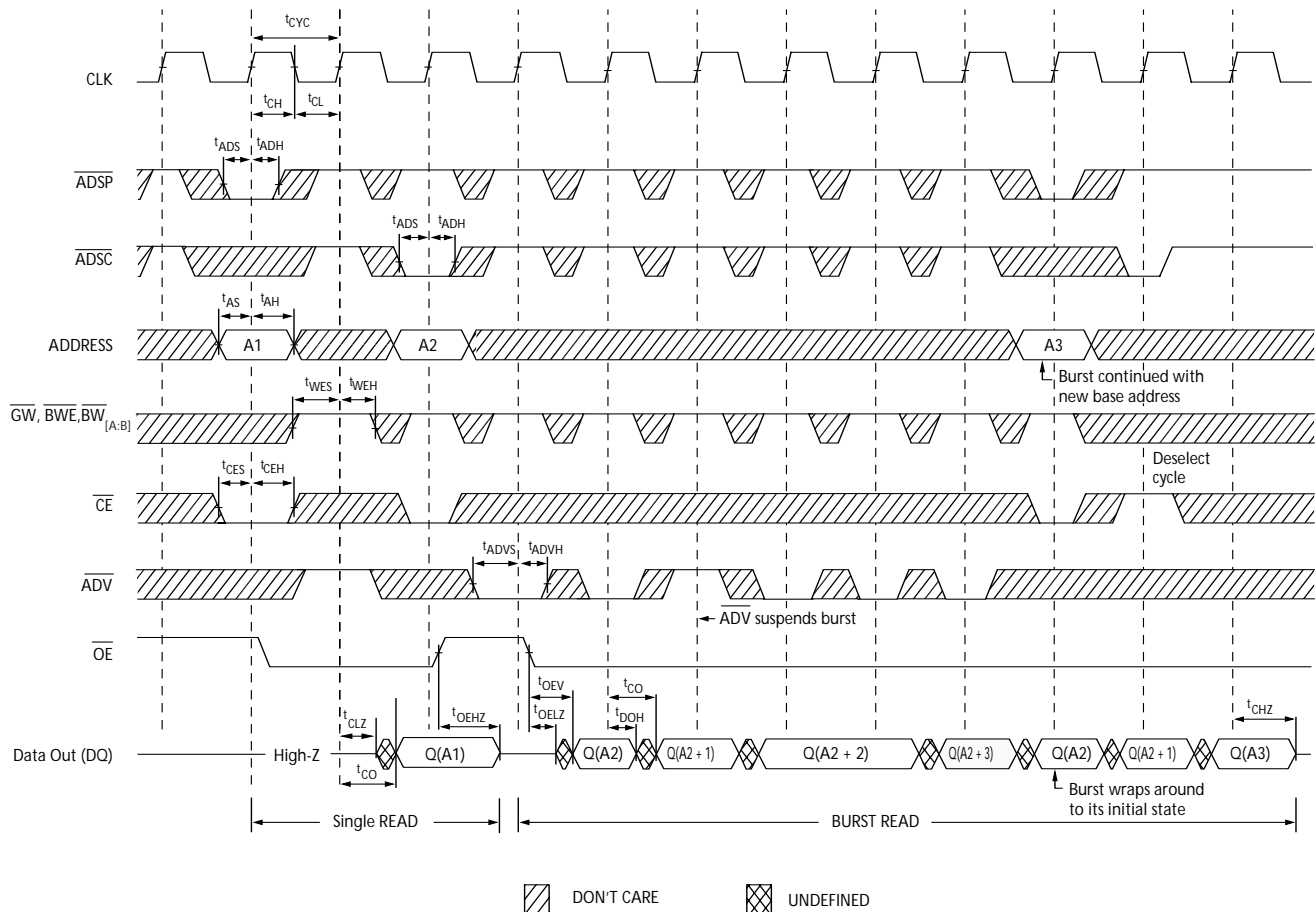 tCYC
CLK
tCH tCL
tADS tADH
ADSP
tADS tADH
ADSC
tAS tAH
ADDRESS A1 A2 A3
Burst continued with
new base address
tWES tWEH
GW, BWE,BW[A:B]
Deselect
cycle
tCES tCEH
CE
tADVS tADVH
ADV
ADV suspends burst
OE
tCLZ tOEHZ tOEV tOELZ tCO tDOH tCHZ
Data Out (DQ) High-Z Q(A1) Q(A2) Q(A2 + 1) Q(A2 + 2) Q(A2 + 3) Q(A2) Q(A2 + 1) Q(A3)
tCO
Burst wraps around
to its initial state
Single READ BURST READ
DON'T CARE UNDEFINED